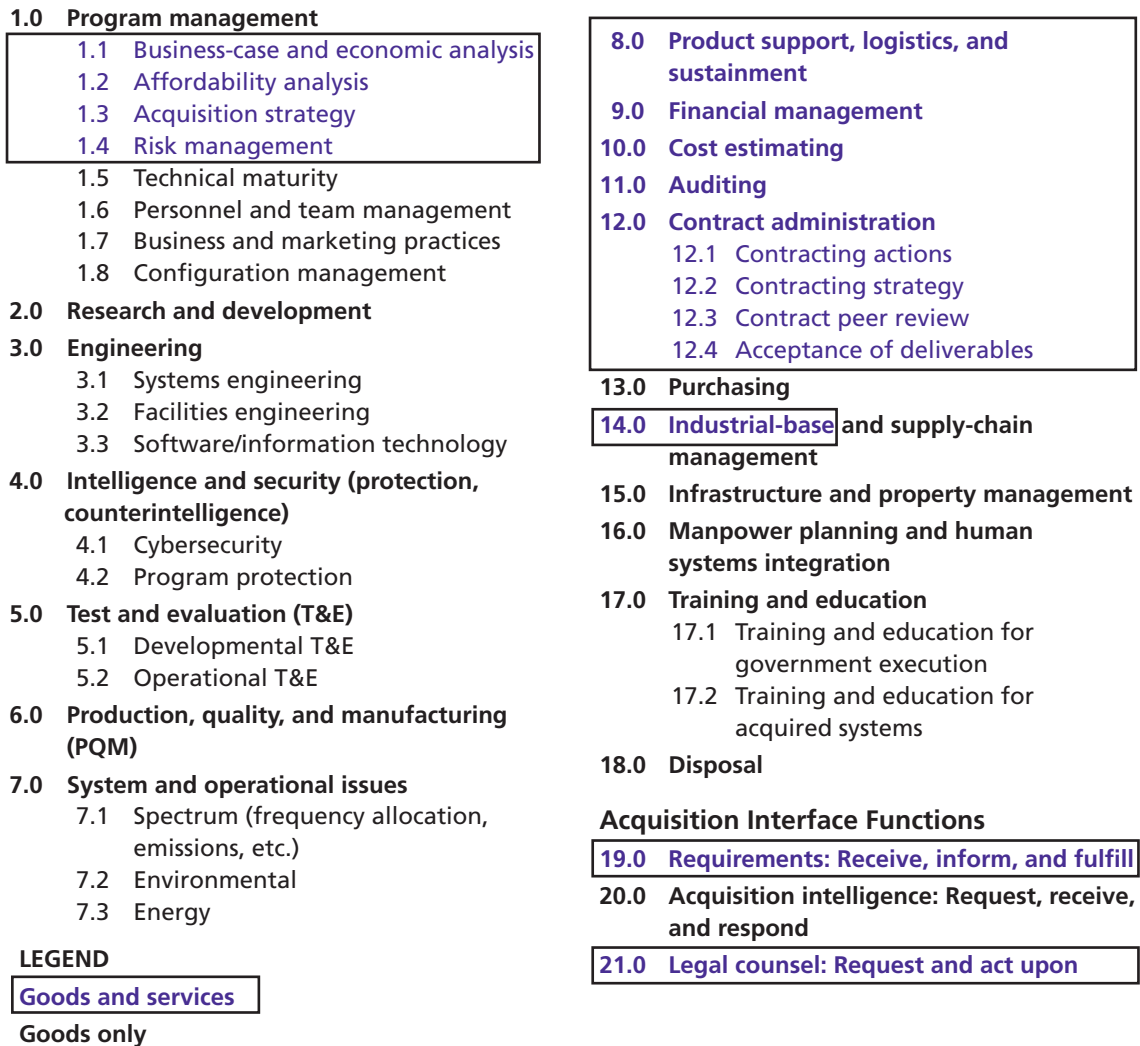 1.0 Program management
1.1 Business-case and economic analysis
1.2 Affordability analysis
1.3 Acquisition strategy
1.4 Risk management
1.5 Technical maturity
1.6 Personnel and team management
1.7 Business and marketing practices
1.8 Configuration management
2.0 Research and development
3.0 Engineering
3.1 Systems engineering
3.2 Facilities engineering
3.3 Software/information technology
4.0 Intelligence and security (protection,
counterintelligence)
4.1 Cybersecurity
4.2 Program protection
5.0 Test and evaluation (T&E)
5.1 Developmental T&E
5.2 Operational T&E
6.0 Production, quality, and manufacturing
(PQM)
7.0 System and operational issues
7.1 Spectrum (frequency allocation,
emissions, etc.)
7.2 Environmental
7.3 Energy
LEGEND
Goods and services
Goods only
8.0 Product support, logistics, and
sustainment
9.0 Financial management
10.0 Cost estimating
11.0 Auditing
12.0 Contract administration
12.1 Contracting actions
12.2 Contracting strategy
12.3 Contract peer review
12.4 Acceptance of deliverables
13.0 Purchasing
14.0 Industrial-base and supply-chain
management
15.0 Infrastructure and property management
16.0 Manpower planning and human
systems integration
17.0 Training and education
17.1 Training and education for
government execution
17.2 Training and education for
acquired systems
18.0 Disposal
Acquisition Interface Functions
19.0 Requirements: Receive, inform, and fulfill
20.0 Acquisition intelligence: Request, receive,
and respond
21.0 Legal counsel: Request and act upon